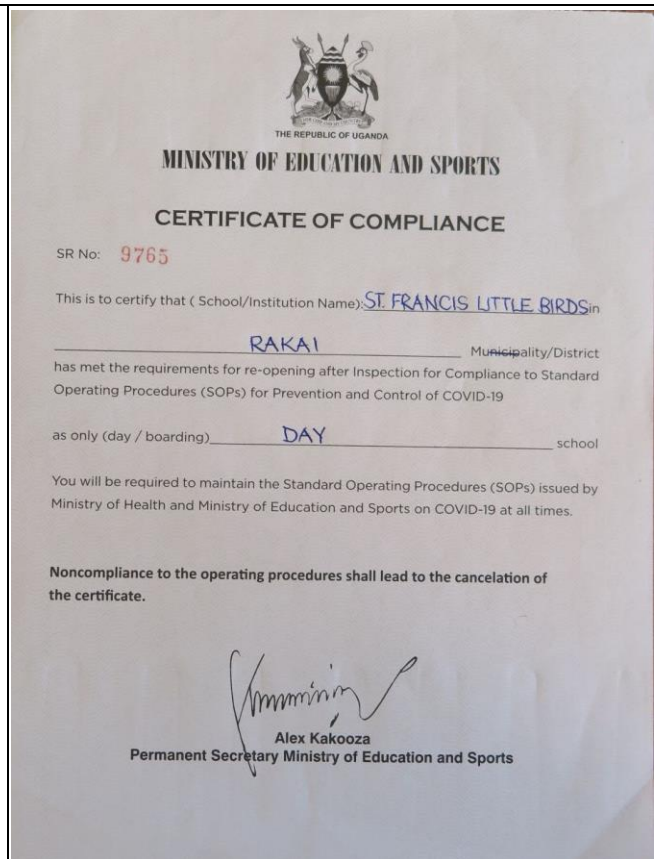 THE REPUBLIC OF UGANDA
MINISTRY OF EDUCATION AND SPORTS
CERTIFICATE OF COMPLIANCE
SR No: 9765
This is to certify that ( School/Institution Name): ST. FRANCIS LITTLE BIRDS in
RAKAI Municipality/District
has met the requirements for re-opening after Inspection for Compliance to Standard
Operating Procedures (SOPs) for Prevention and Control of COVID-19
as only (day / boarding) DAY school
You will be required to maintain the Standard Operating Procedures (SOPs) issued by
Ministry of Health and Ministry of Education and Sports on COVID-19 at all times.
Noncompliance to the operating procedures shall lead to the cancelation of
the certificate.
Alex Kakooza
Permanent Secretary Ministry of Education and Sports